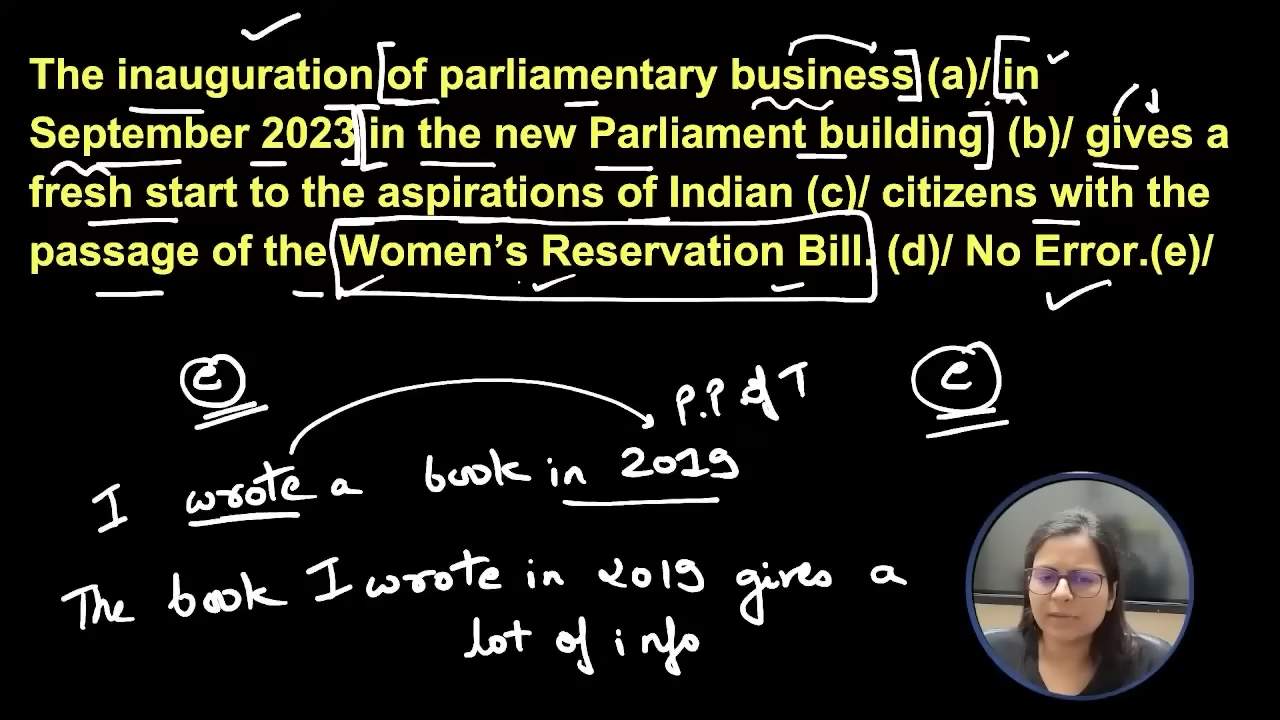 The inauguration [of parliamentary business] (a)/ [in
September 2023] [in the new Parliament building] (b)/ gives a
fresh start to the aspirations of Indian (c)/ citizens with the
passage of the Women’s Reservation Bill. (d)/ No Error.(e)/
e
e
P.P of T
I wrote a book in 2019
The book I wrote in 2019 gives a
lot of info